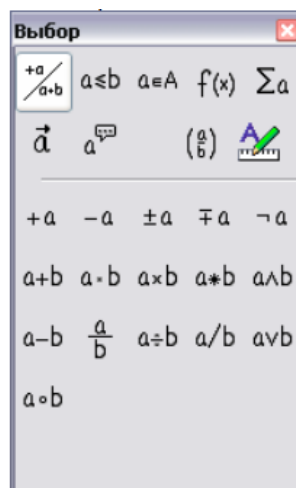 Выбор
+a/a+b a≤b a∈A f(x) Σa
a⃗ a (a/b) A
+a −a ±a ∓a ¬a
a+b a·b a×b a∗b a∧b
a−b a/b a÷b a/b a∨b
a∘b